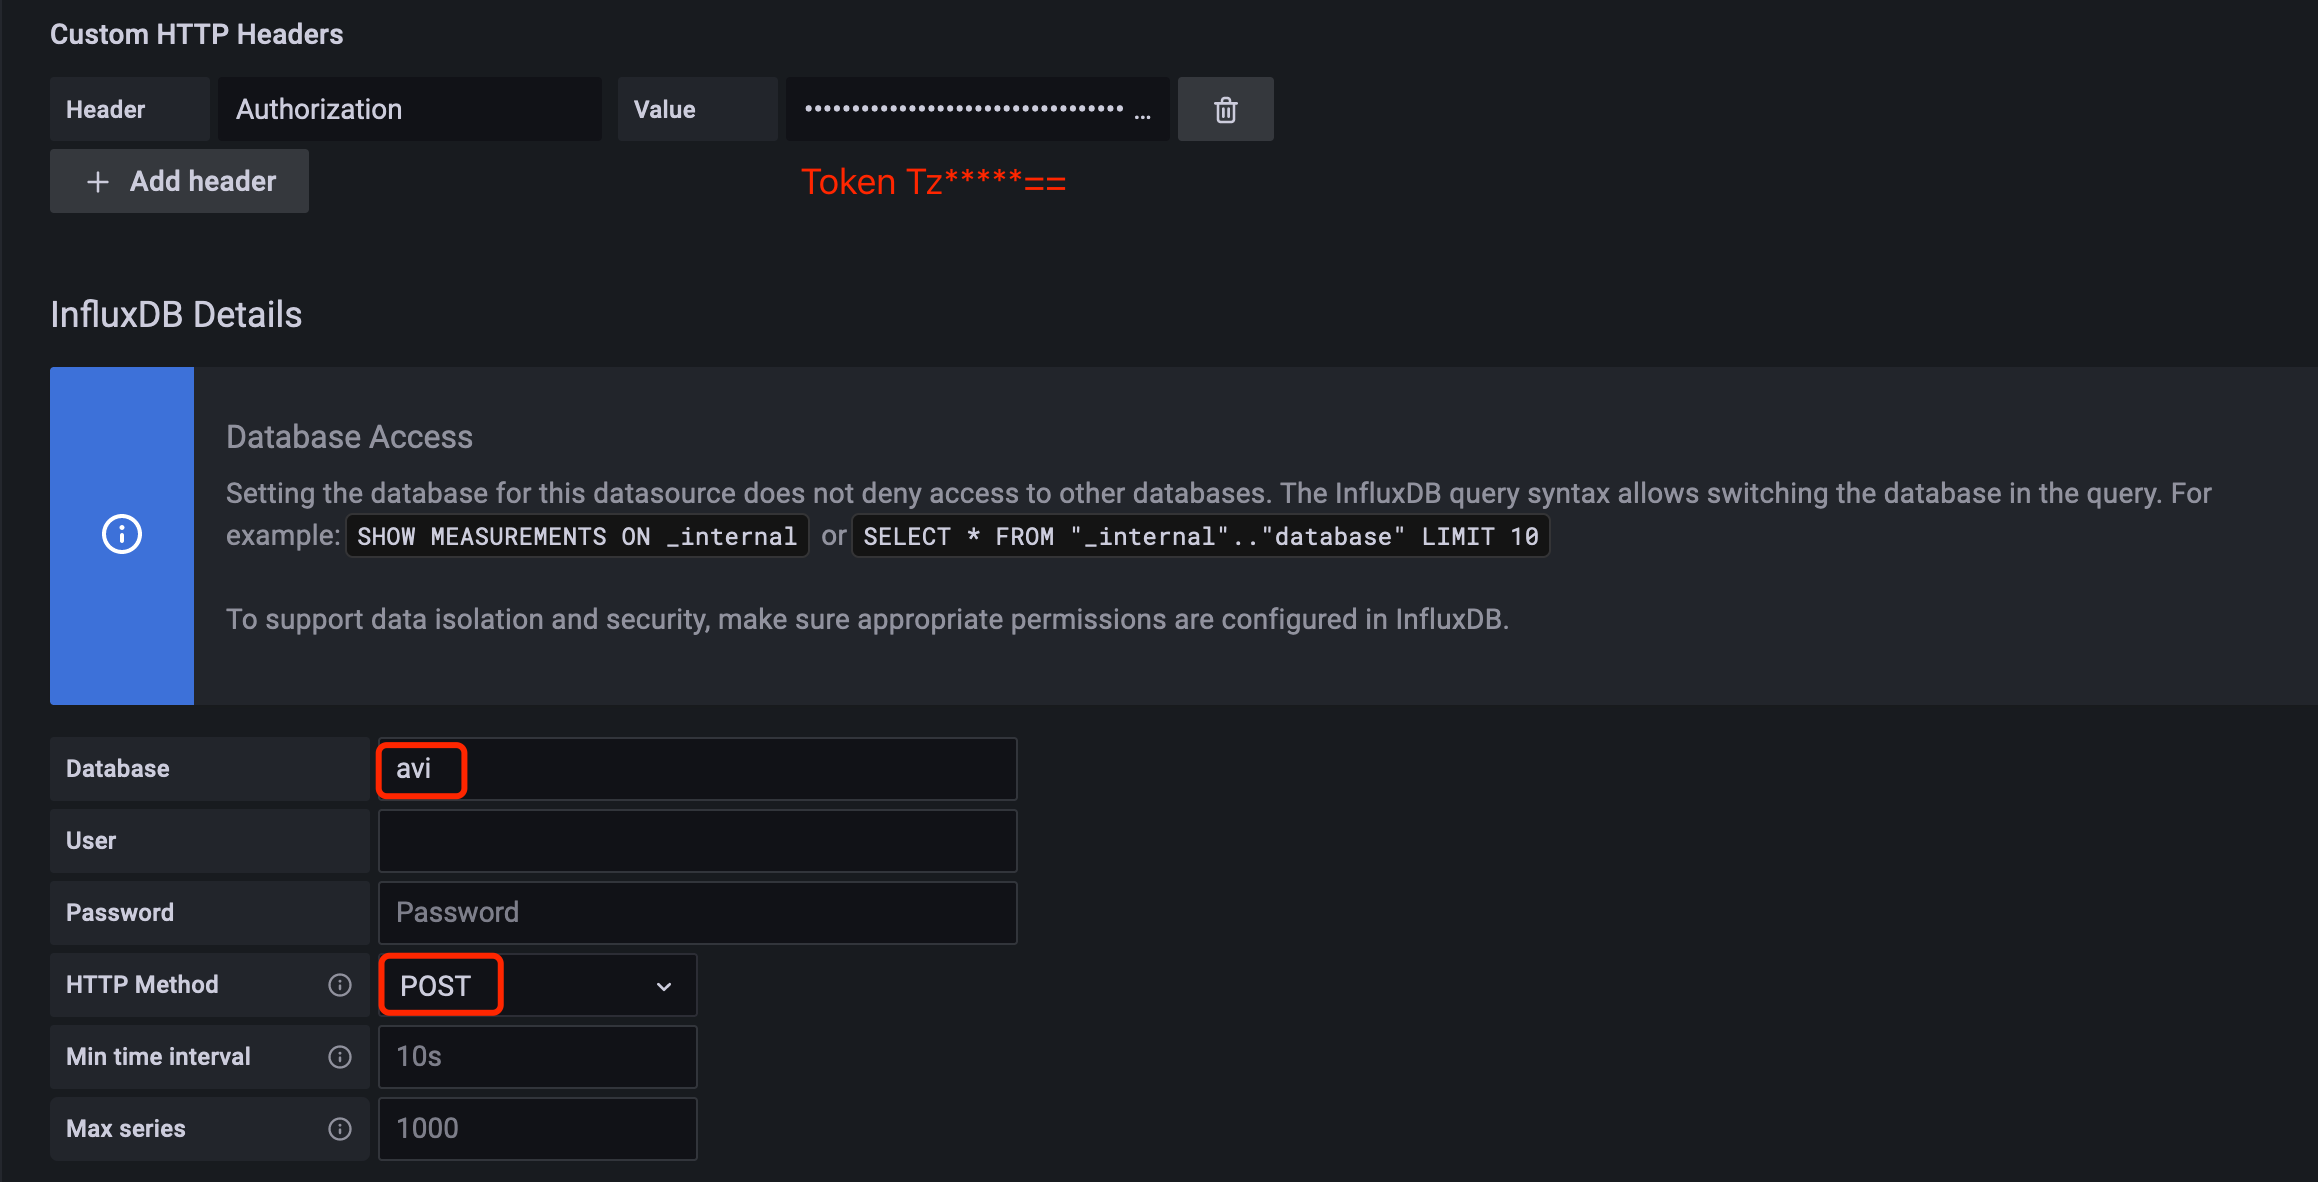 Custom HTTP Headers
Header Authorization Value •••••••••••••••••••••••••••••••••• ...
+ Add header Token Tz*****==
InfluxDB Details
Database Access
Setting the database for this datasource does not deny access to other databases. The InfluxDB query syntax allows switching the database in the query. For
example: SHOW MEASUREMENTS ON _internal or SELECT * FROM "_internal".."database" LIMIT 10
To support data isolation and security, make sure appropriate permissions are configured in InfluxDB.
Database avi
User
Password Password
HTTP Method POST
Min time interval 10s
Max series 1000